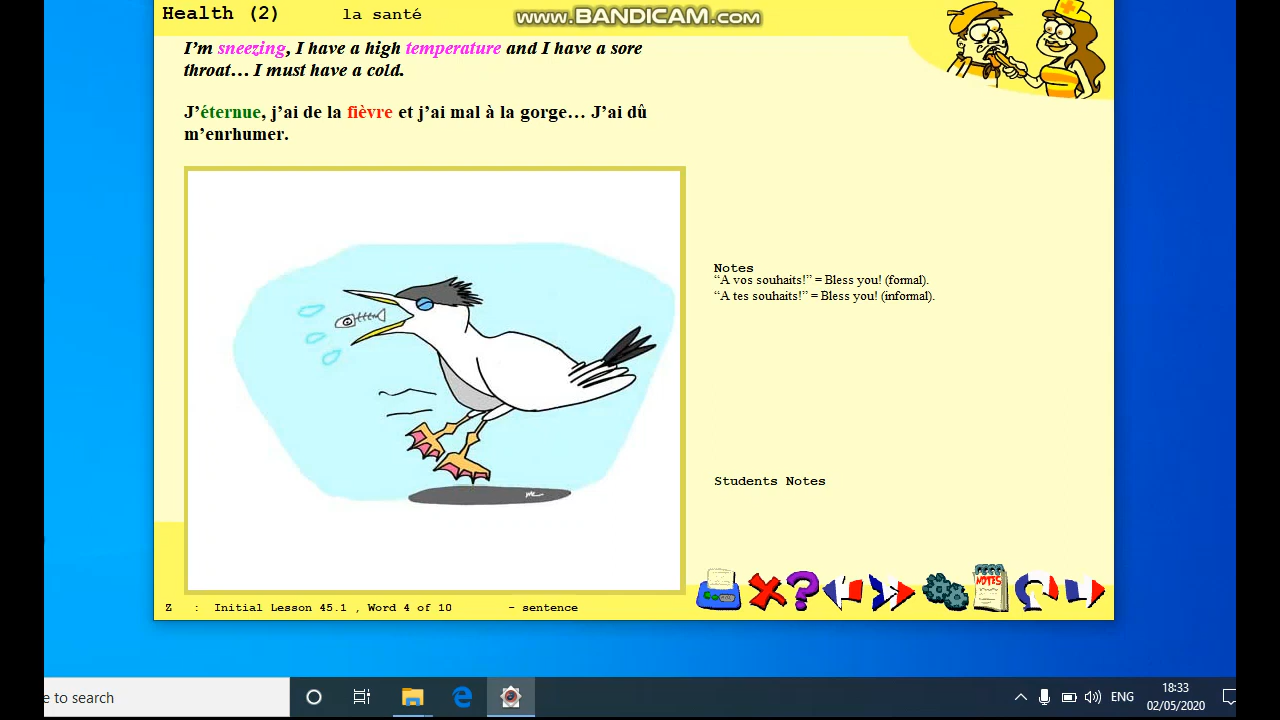 Health (2)
la santé
www.BANDICAM.com
I'm sneezing, I have a high temperature and I have a sore
throat… I must have a cold.
J'éternue, j'ai de la fièvre et j'ai mal à la gorge… J'ai dû
m'enrhumer.
Notes
“A vos souhaits!” = Bless you! (formal).
“A tes souhaits!” = Bless you! (informal).
Students Notes
NOTES
Z : Initial Lesson 45.1 , Word 4 of 10 - sentence
e to search
ENG
18:33
02/05/2020